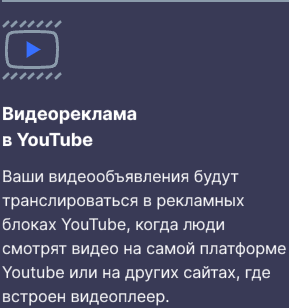 Видеореклама
в YouTube
Ваши видеообъявления будут
транслироваться в рекламных
блоках YouTube, когда люди
смотрят видео на самой платформе
Youtube или на других сайтах, где
встроен видеоплеер.